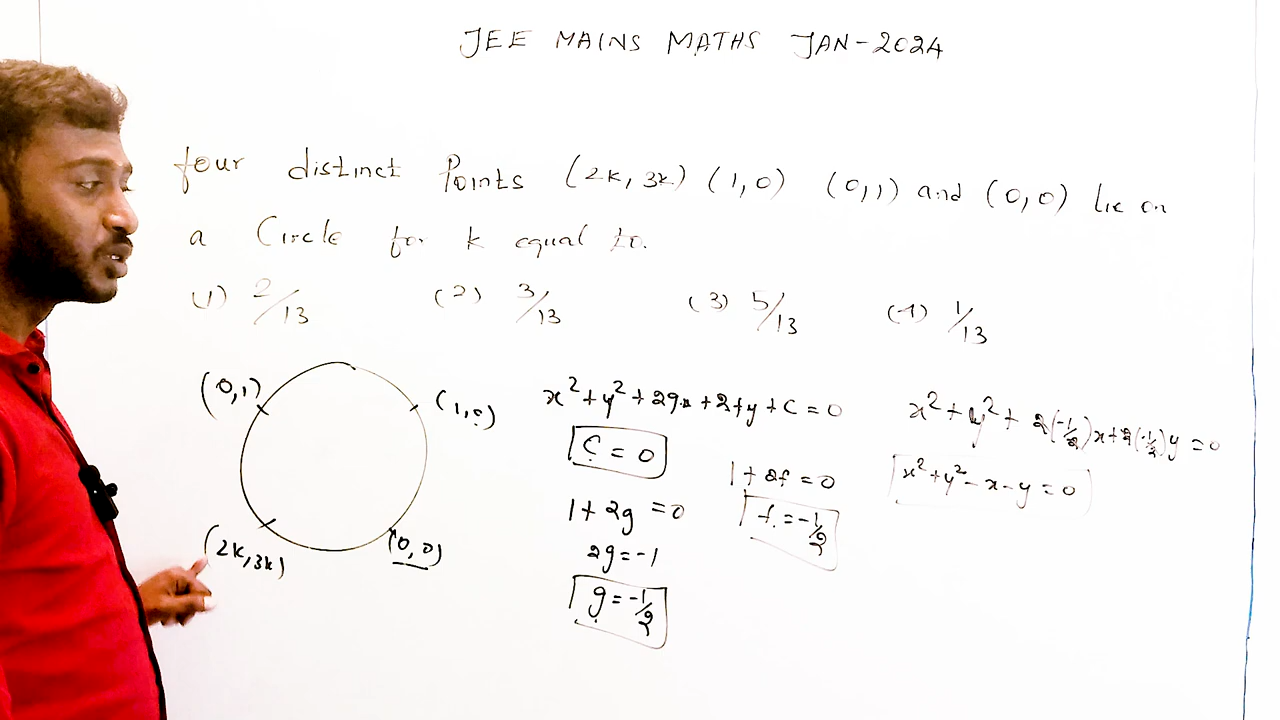 JEE MAINS MATHS JAN-2024
four distinct Points (2k, 3k) (1,0) (0,1) and (0,0) lie on
a Circle for k equal to.
(1) 2/13 (2) 3/13 (3) 5/13 (4) 1/13
(0,1)
(1,0)
(2k,3k)
(0,0)
x²+y²+2gx+2fy+c=0
c = 0
1+2g = 0
2g = -1
g = -1/2
1+2f = 0
f = -1/2
x²+y²+2(-1/2)x+2(-1/2)y = 0
x²+y²-x-y = 0